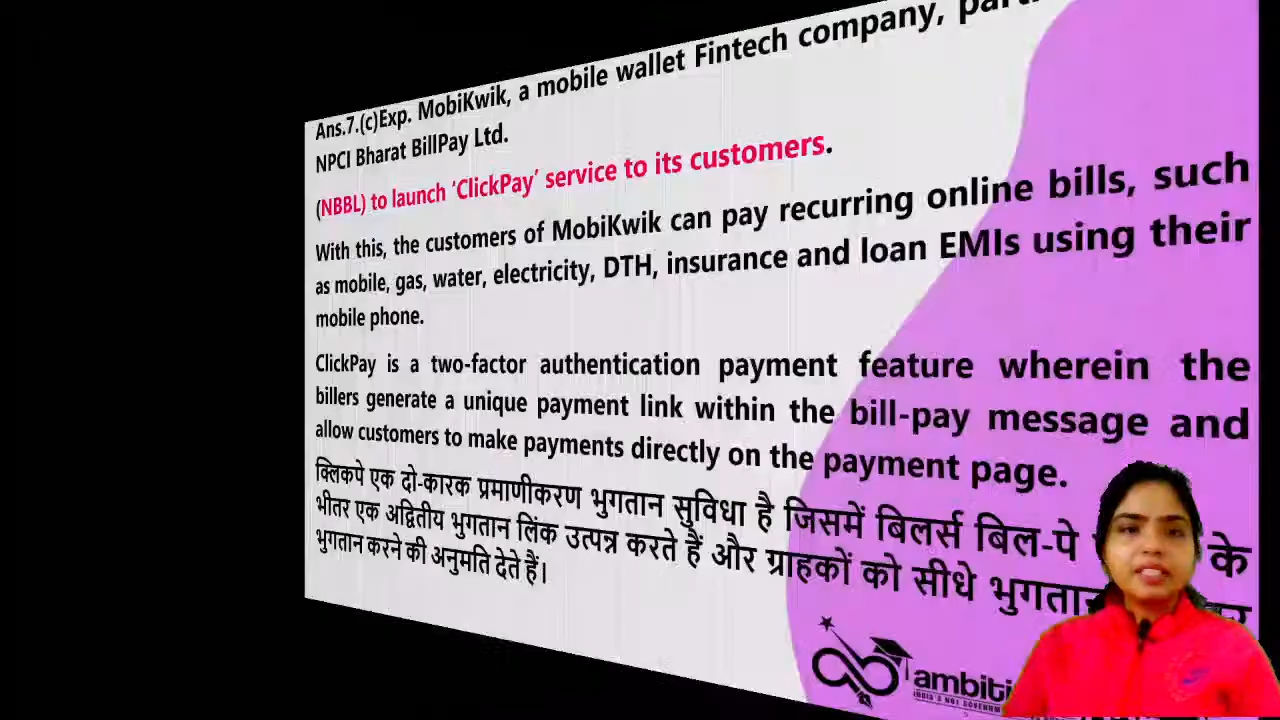 Ans.7.(c)Exp. MobiKwik, a mobile wallet Fintech company,
NPCI Bharat BillPay Ltd.
(NBBL) to launch ‘ClickPay’ service to its customers.
With this, the customers of MobiKwik can pay recurring online bills, such
as mobile, gas, water, electricity, DTH, insurance and loan EMIs using their
mobile phone.
ClickPay is a two-factor authentication payment feature wherein the
billers generate a unique payment link within the bill-pay message and
allow customers to make payments directly on the payment page.
क्लिकपे एक दो-कारक प्रमाणीकरण भुगतान सुविधा है जिसमें बिलर्स बिल-पे के
भीतर एक अद्वितीय भुगतान लिंक उत्पन्न करते हैं और ग्राहकों को सीधे
भुगतान करने की अनुमति देते हैं।